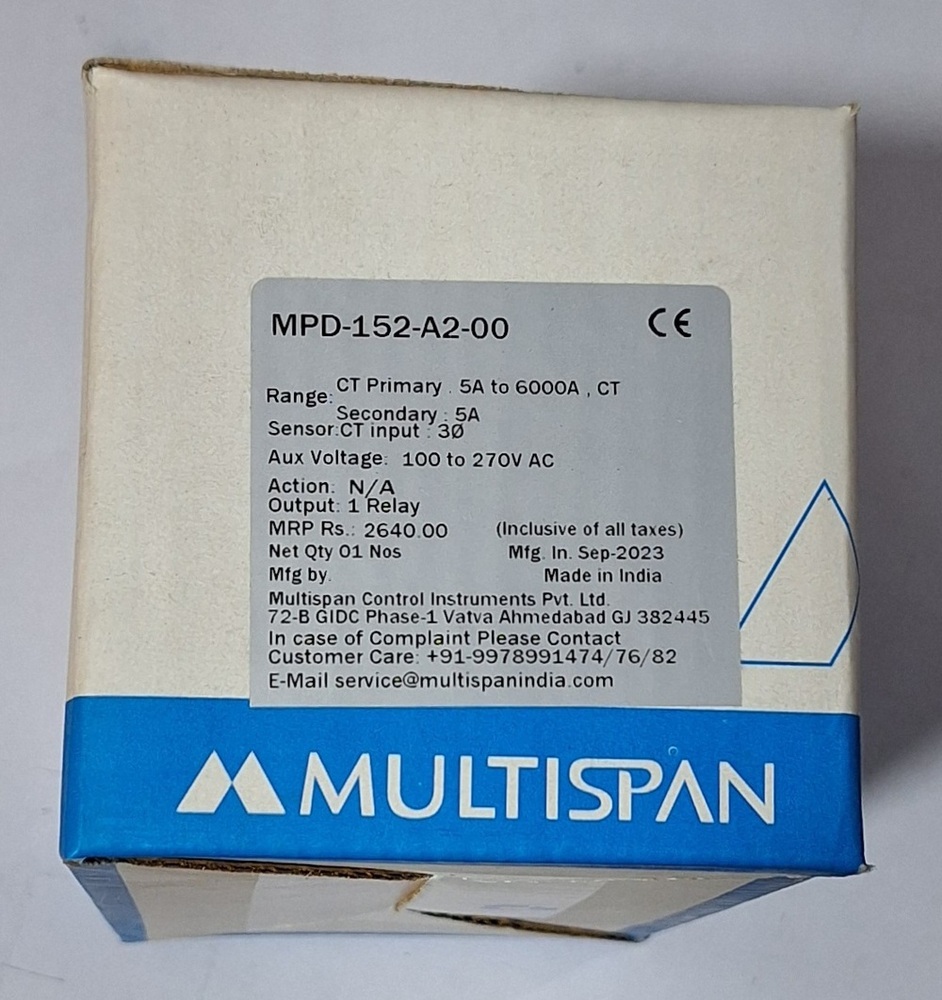 MPD-152-A2-00 CE
Range: CT Primary : 5A to 6000A , CT
Secondary : 5A
Sensor:CT input : 3Ø
Aux Voltage: 100 to 270V AC
Action: N/A
Output: 1 Relay
MRP Rs.: 2640.00 (Inclusive of all taxes)
Net Qty 01 Nos Mfg. In. Sep-2023
Mfg by. Made in India
Multispan Control Instruments Pvt. Ltd.
72-B GIDC Phase-1 Vatva Ahmedabad GJ 382445
In case of Complaint Please Contact
Customer Care: +91-9978991474/76/82
E-Mail service@multispanindia.com
MULTISPAN